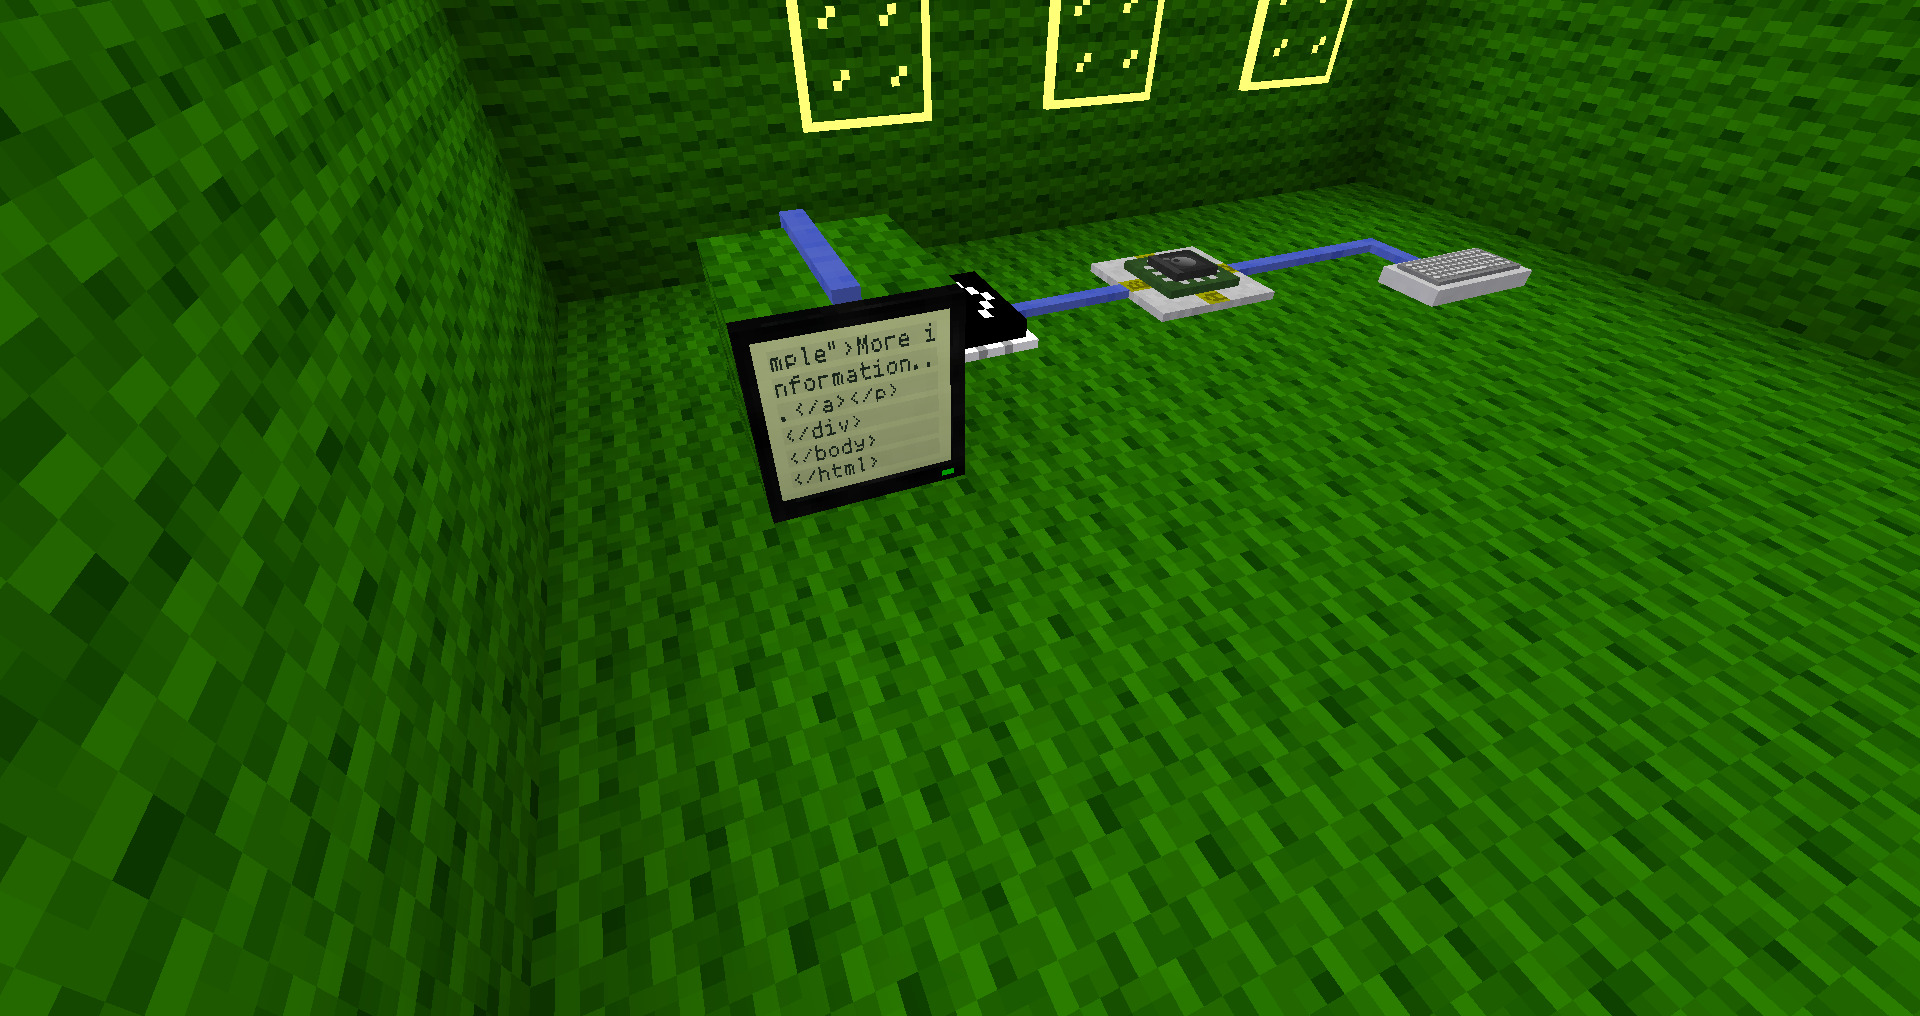 mple">More i
nformation..
.</a></p>
</div>
</body>
</html>